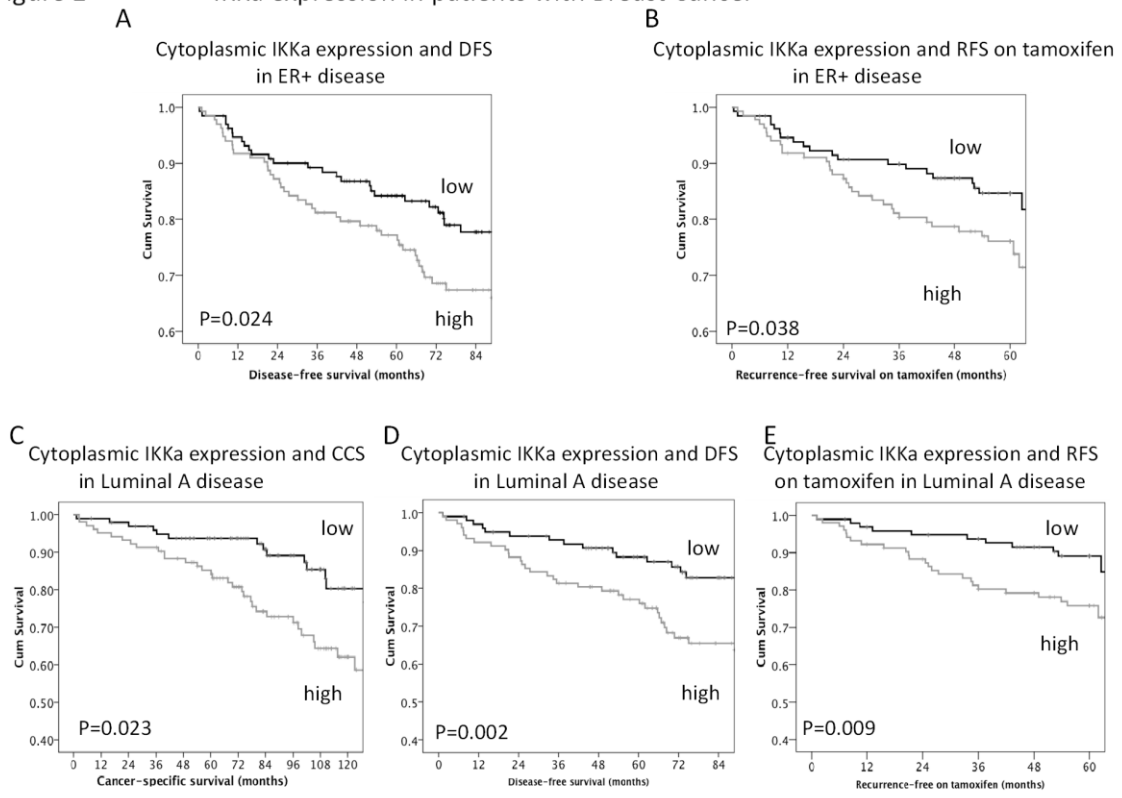 IKKa expression in patients with
A
Cytoplasmic IKKa expression and DFS
in ER+ disease
1.0
0.9
0.8
0.7
0.6
Cum Survival
low
high
P=0.024
0 12 24 36 48 60 72 84
Disease-free survival (months)
B
Cytoplasmic IKKa expression and RFS on tamoxifen
in ER+ disease
1.0
0.9
0.8
0.7
0.6
Cum Survival
low
high
P=0.038
0 12 24 36 48 60
Recurrence-free survival on tamoxifen (months)
C
Cytoplasmic IKKa expression and CCS
in Luminal A disease
1.00
0.90
0.80
0.70
0.60
0.50
0.40
Cum Survival
low
high
P=0.023
0 12 24 36 48 60 72 84 96 108 120
Cancer-specific survival (months)
D
Cytoplasmic IKKa expression and DFS
in Luminal A disease
1.0
0.9
0.8
0.7
0.6
0.5
0.4
Cum Survival
low
high
P=0.002
0 12 24 36 48 60 72 84
Disease-free survival (months)
E
Cytoplasmic IKKa expression and RFS
on tamoxifen in Luminal A disease
1.0
0.9
0.8
0.7
0.6
0.5
0.4
Cum Survival
low
high
P=0.009
0 12 24 36 48 60
Recurrence-free on tamoxifen (months)